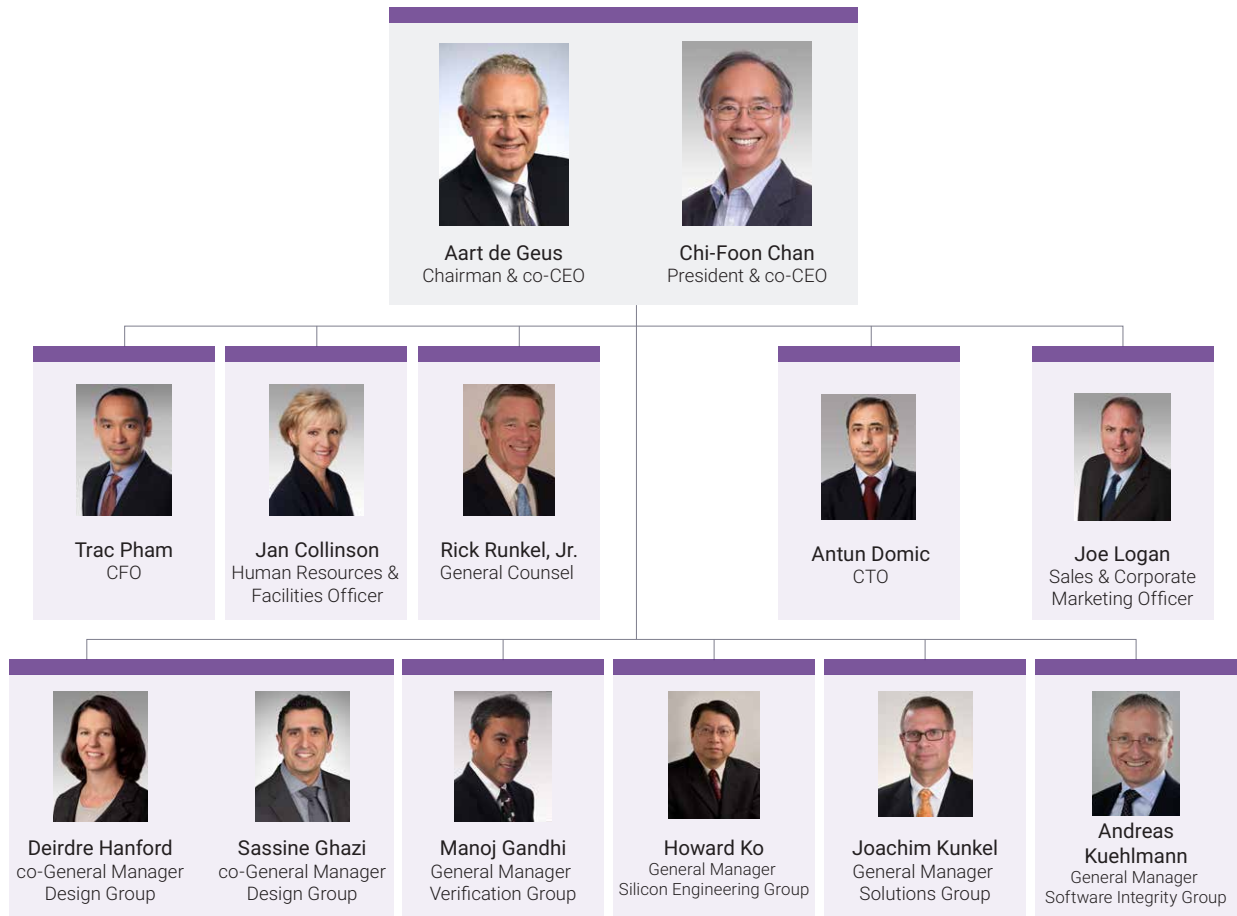 Aart de Geus
Chairman & co-CEO
Chi-Foon Chan
President & co-CEO
Trac Pham
CFO
Jan Collinson
Human Resources &
Facilities Officer
Rick Runkel, Jr.
General Counsel
Antun Domic
CTO
Joe Logan
Sales & Corporate
Marketing Officer
Deirdre Hanford
co-General Manager
Design Group
Sassine Ghazi
co-General Manager
Design Group
Manoj Gandhi
General Manager
Verification Group
Howard Ko
General Manager
Silicon Engineering Group
Joachim Kunkel
General Manager
Solutions Group
Andreas
Kuehlmann
General Manager
Software Integrity Group